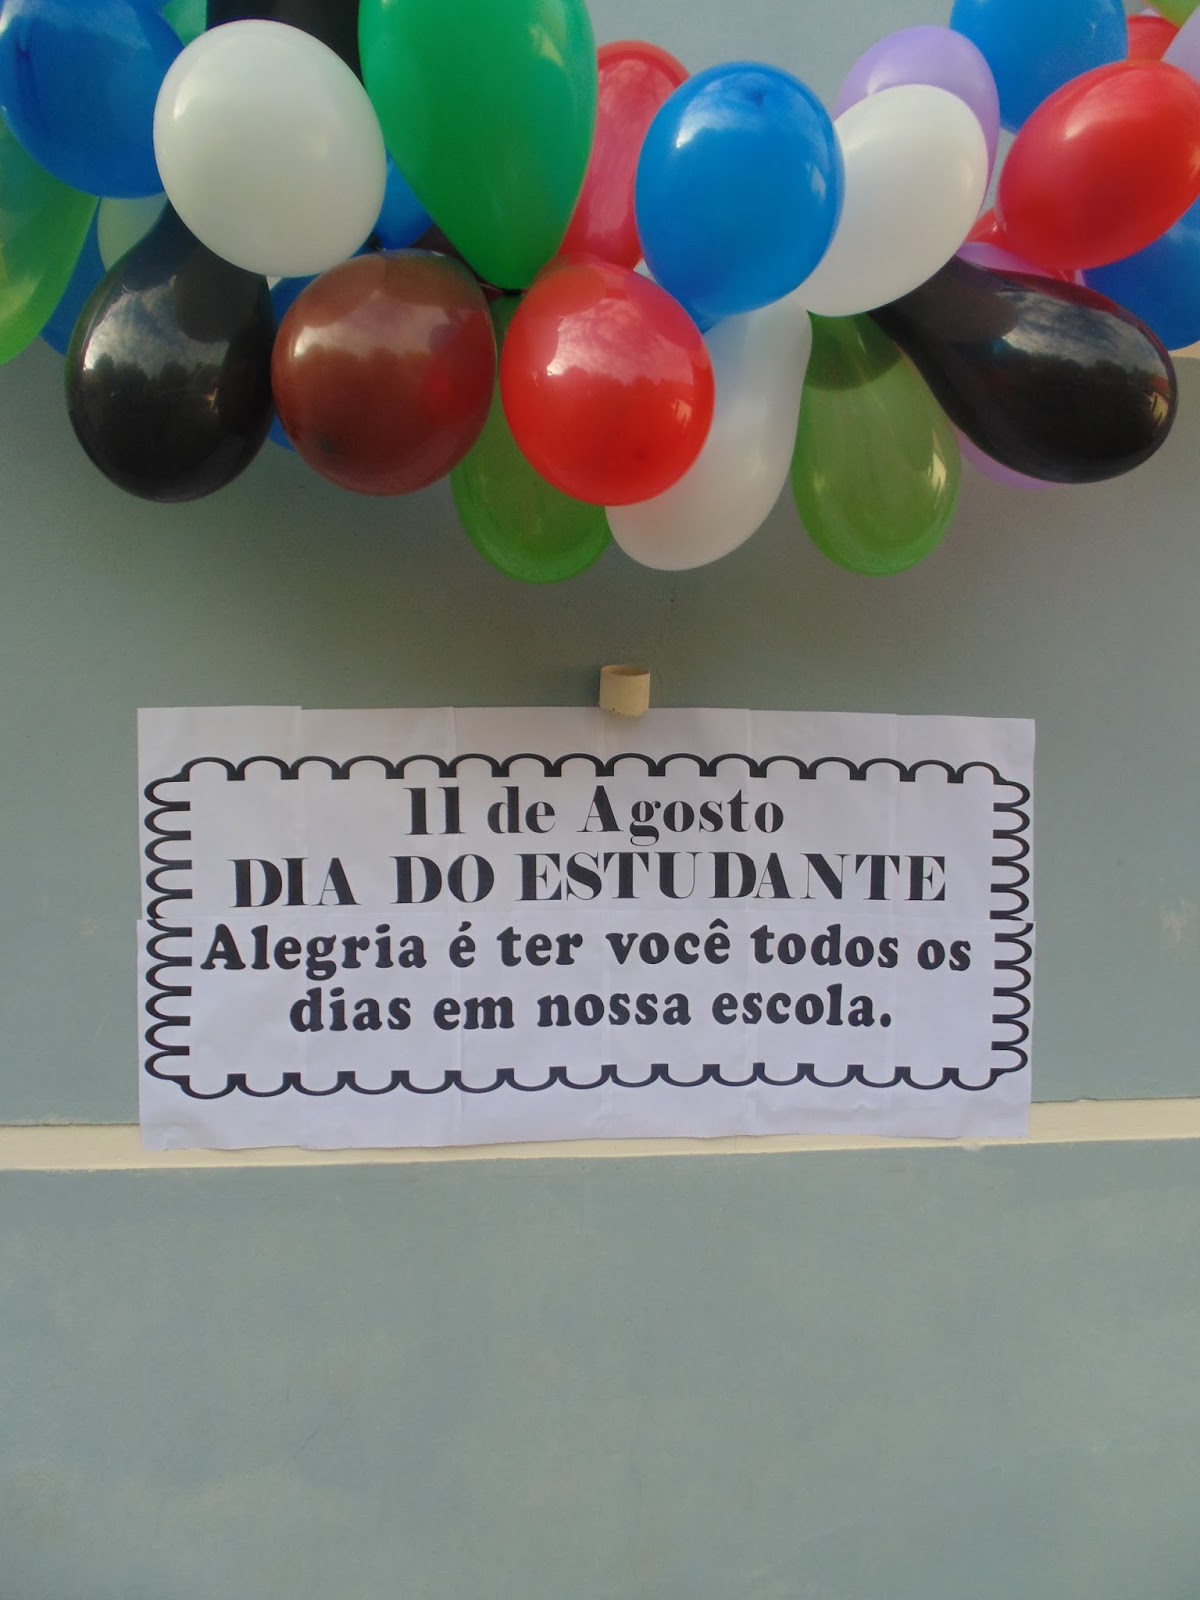 11 de Agosto
DIA DO ESTUDANTE
Alegria é ter você todos os
dias em nossa escola.